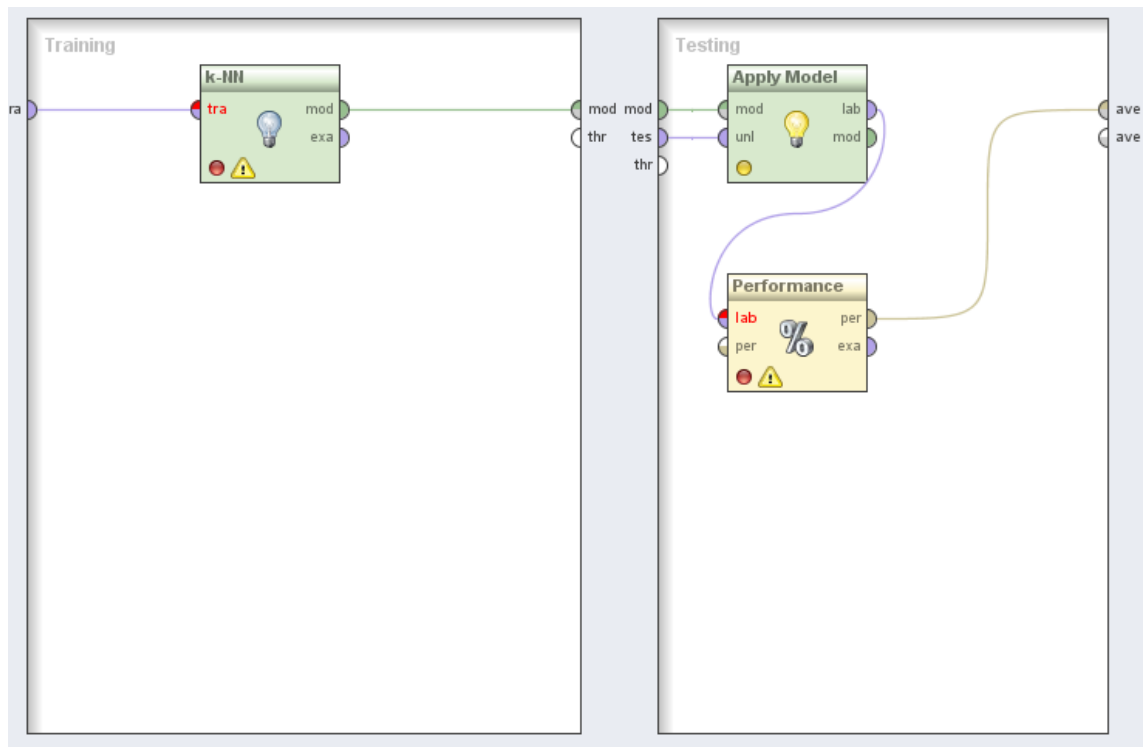 Training
k-NN
ra
tra
mod
exa
mod
thr
Testing
mod
tes
thr
Apply Model
mod
lab
unl
mod
Performance
lab
per
per
exa
%
ave
ave